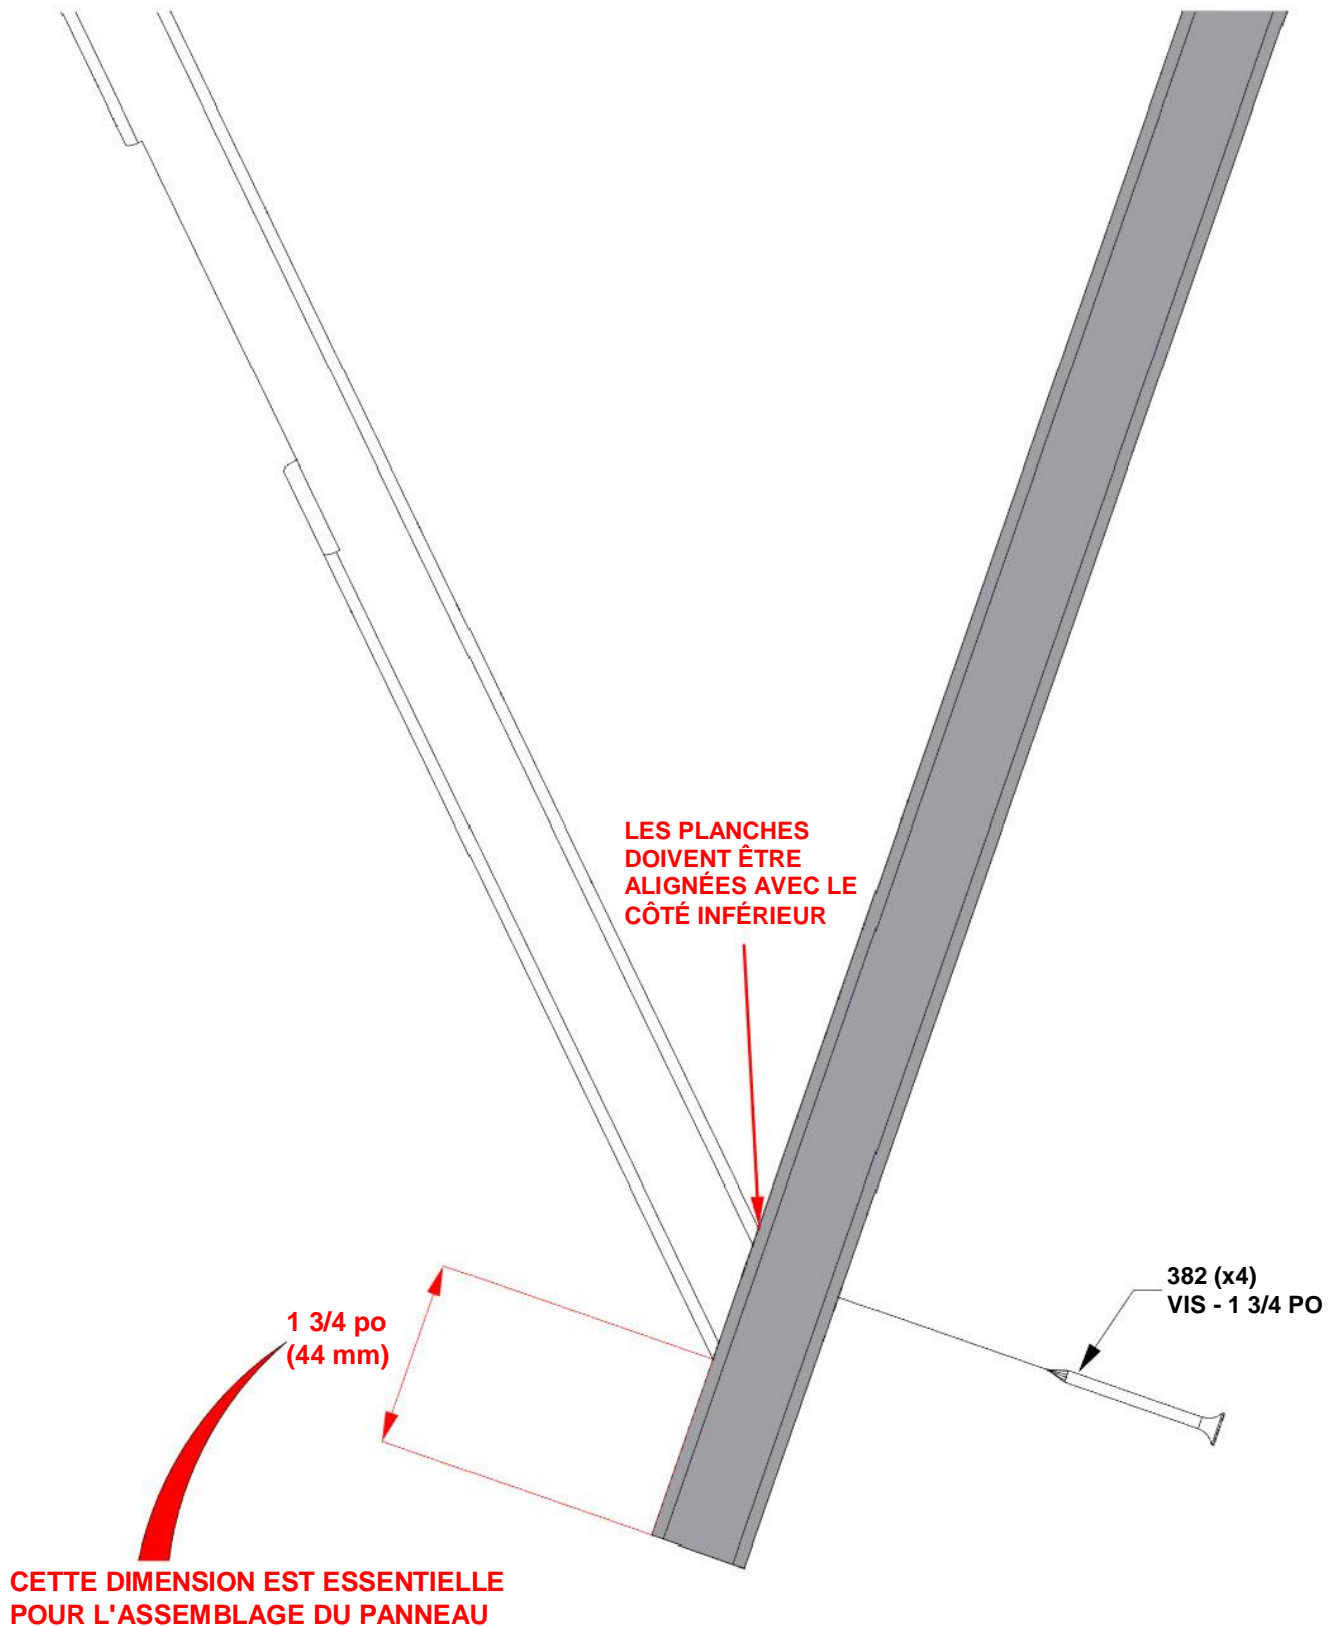 LES PLANCHES
DOIVENT ÊTRE
ALIGNÉES AVEC LE
CÔTÉ INFÉRIEUR
382 (x4)
VIS - 1 3/4 PO
1 3/4 po
(44 mm)
CETTE DIMENSION EST ESSENTIELLE
POUR L'ASSEMBLAGE DU PANNEAU